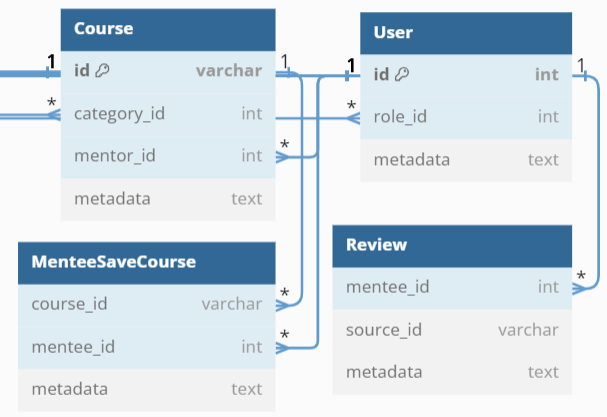 Course
1 id varchar 1
* category_id int
mentor_id int *
metadata text
User
1 id int 1
* role_id int
metadata text
MenteeSaveCourse
course_id varchar *
mentee_id int *
metadata text
Review
mentee_id int *
source_id varchar
metadata text